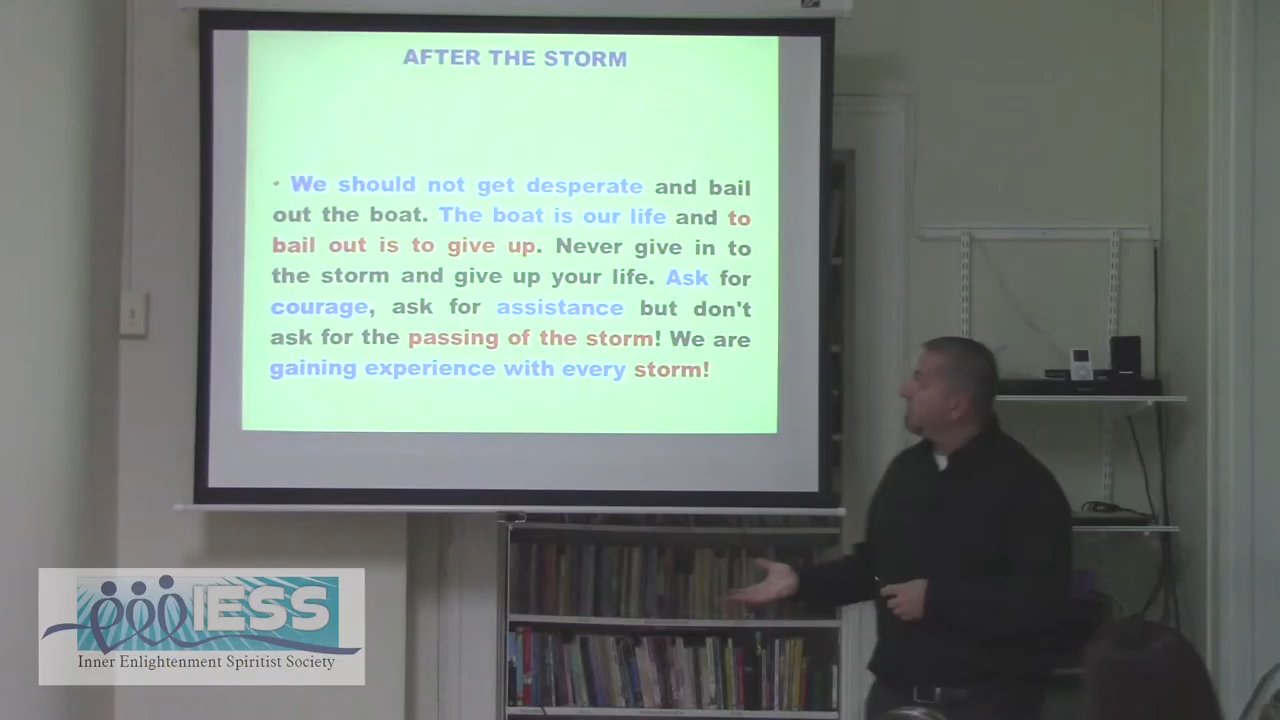 AFTER THE STORM
• We should not get desperate and bail
out the boat. The boat is our life and to
bail out is to give up. Never give in to
the storm and give up your life. Ask for
courage, ask for assistance but don't
ask for the passing of the storm! We are
gaining experience with every storm!
IESS
Inner Enlightenment Spiritist Society